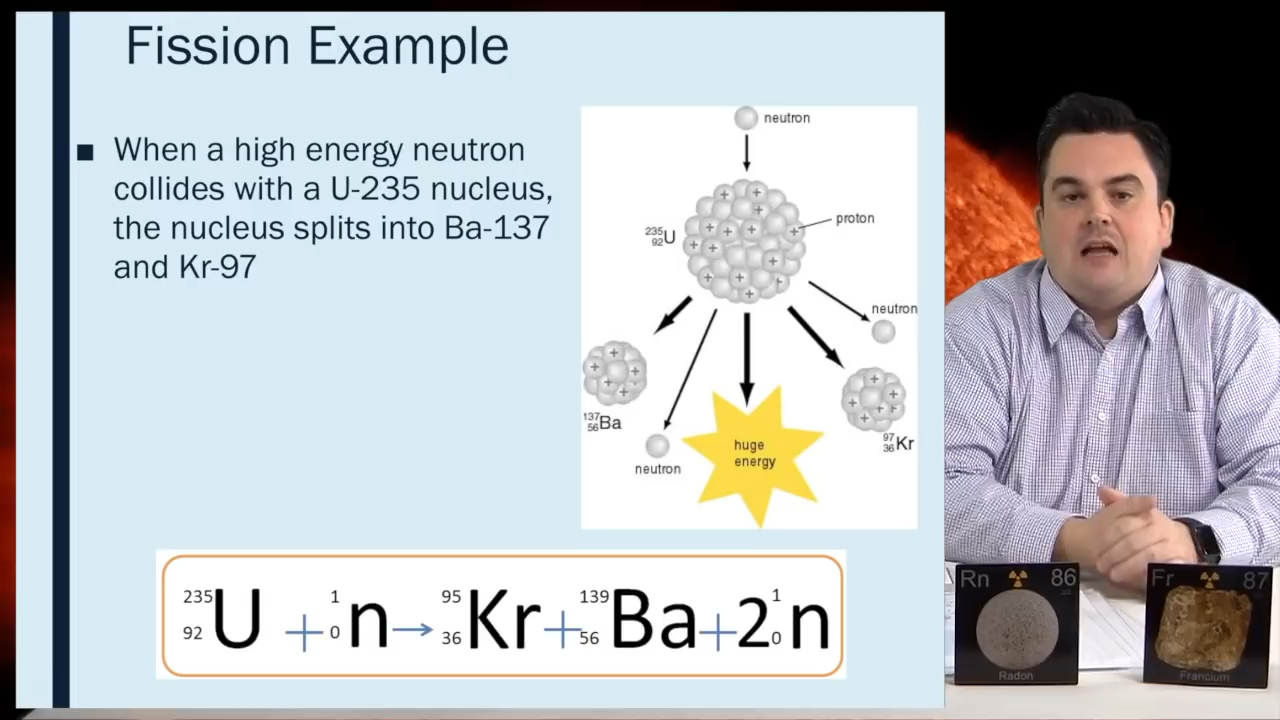 Fission Example
■ When a high energy neutron
collides with a U-235 nucleus,
the nucleus splits into Ba-137
and Kr-97
neutron
proton
235
92U
neutron
137
56Ba
97
36Kr
huge
energy
neutron
235
92 U + 1
0 n → 95
36 Kr + 139
56 Ba + 2 1
0 n
Rn 86
Radon
Fr 87
Francium